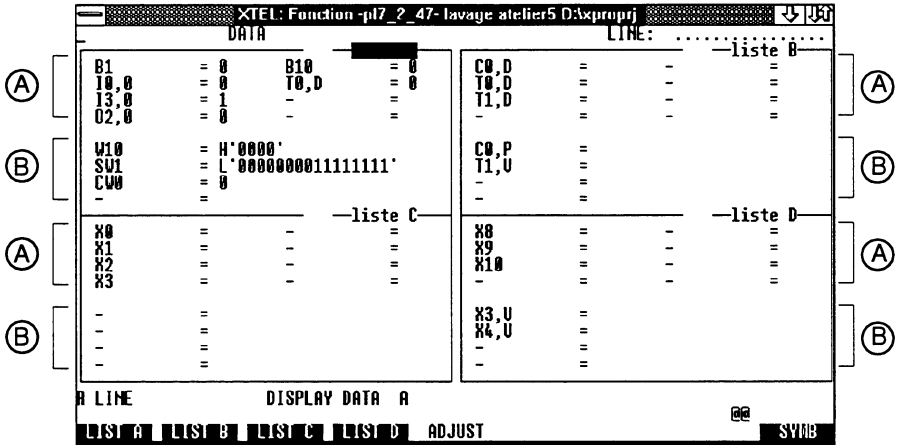 XTEL: Fonction -pl7_2_47- lavage atelier5 D:\xproprj
DATA LINE: ................
liste B
A B1 = 0 B10 = 0 C0,D = - = A
I0,0 = 0 T0,D = 0 T0,D = - =
I3,0 = 1 - = T1,D = - =
O2,0 = 0 - = - = - =
B W10 = H'0000' C0,P = B
SW1 = L'0000000011111111' T1,V =
CW0 = 0 - =
- = - =
liste C liste D
A X0 = - = X8 = - = A
X1 = - = X9 = - =
X2 = - = X10 = - =
X3 = - = - = - =
B - = X3,V = B
- = X4,V =
- = - =
- = - =
R LINE DISPLAY DATA A
@@
LIST A LIST B LIST C LIST D ADJUST SYMB